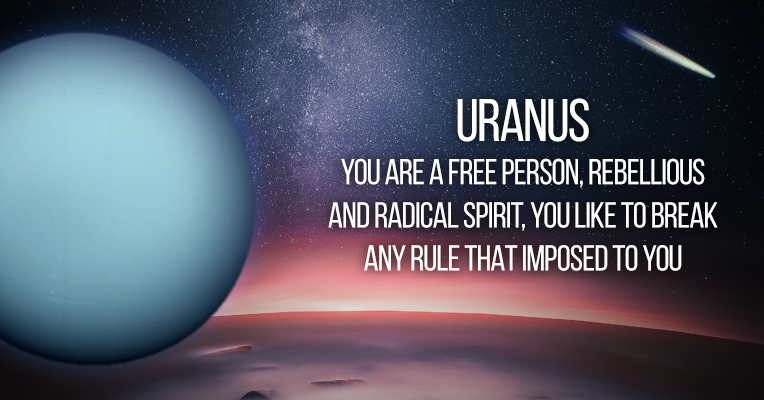 URANUS
YOU ARE A FREE PERSON, REBELLIOUS
AND RADICAL SPIRIT, YOU LIKE TO BREAK
ANY RULE THAT IMPOSED TO YOU